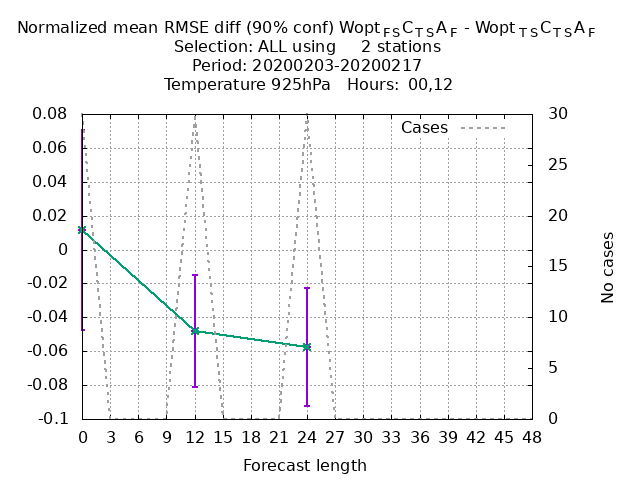 Normalized mean RMSE diff (90% conf) Wopt FS C TS A F - Wopt TS C TS A F
Selection: ALL using 2 stations
Period: 20200203-20200217
Temperature 925hPa Hours: 00,12
Cases
0.08
0.06
0.04
0.02
0
-0.02
-0.04
-0.06
-0.08
-0.1
30
25
20
15
10
5
0
No cases
0 3 6 9 12 15 18 21 24 27 30 33 36 39 42 45 48
Forecast length